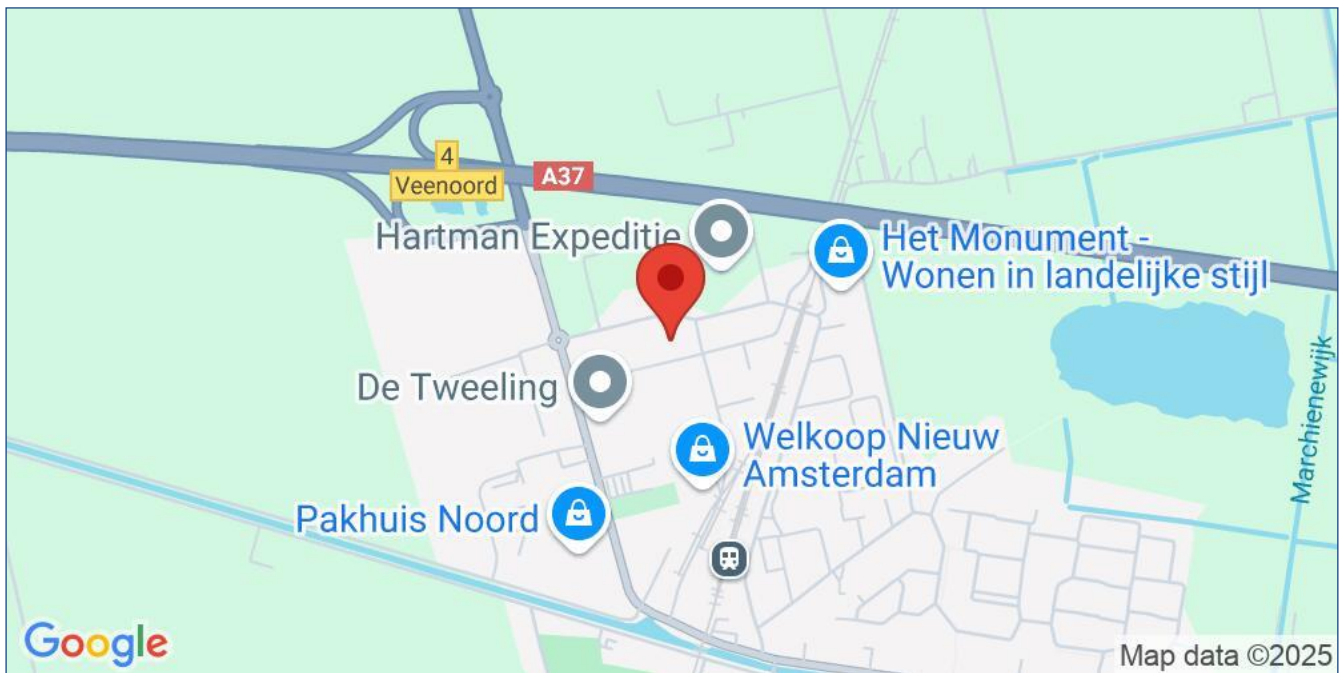 4
Veenoord
A37
Hartman Expeditie
Het Monument -
Wonen in landelijke stijl
De Tweeling
Marchienewijk
Welkoop Nieuw
Amsterdam
Pakhuis Noord
Google
Map data ©2025